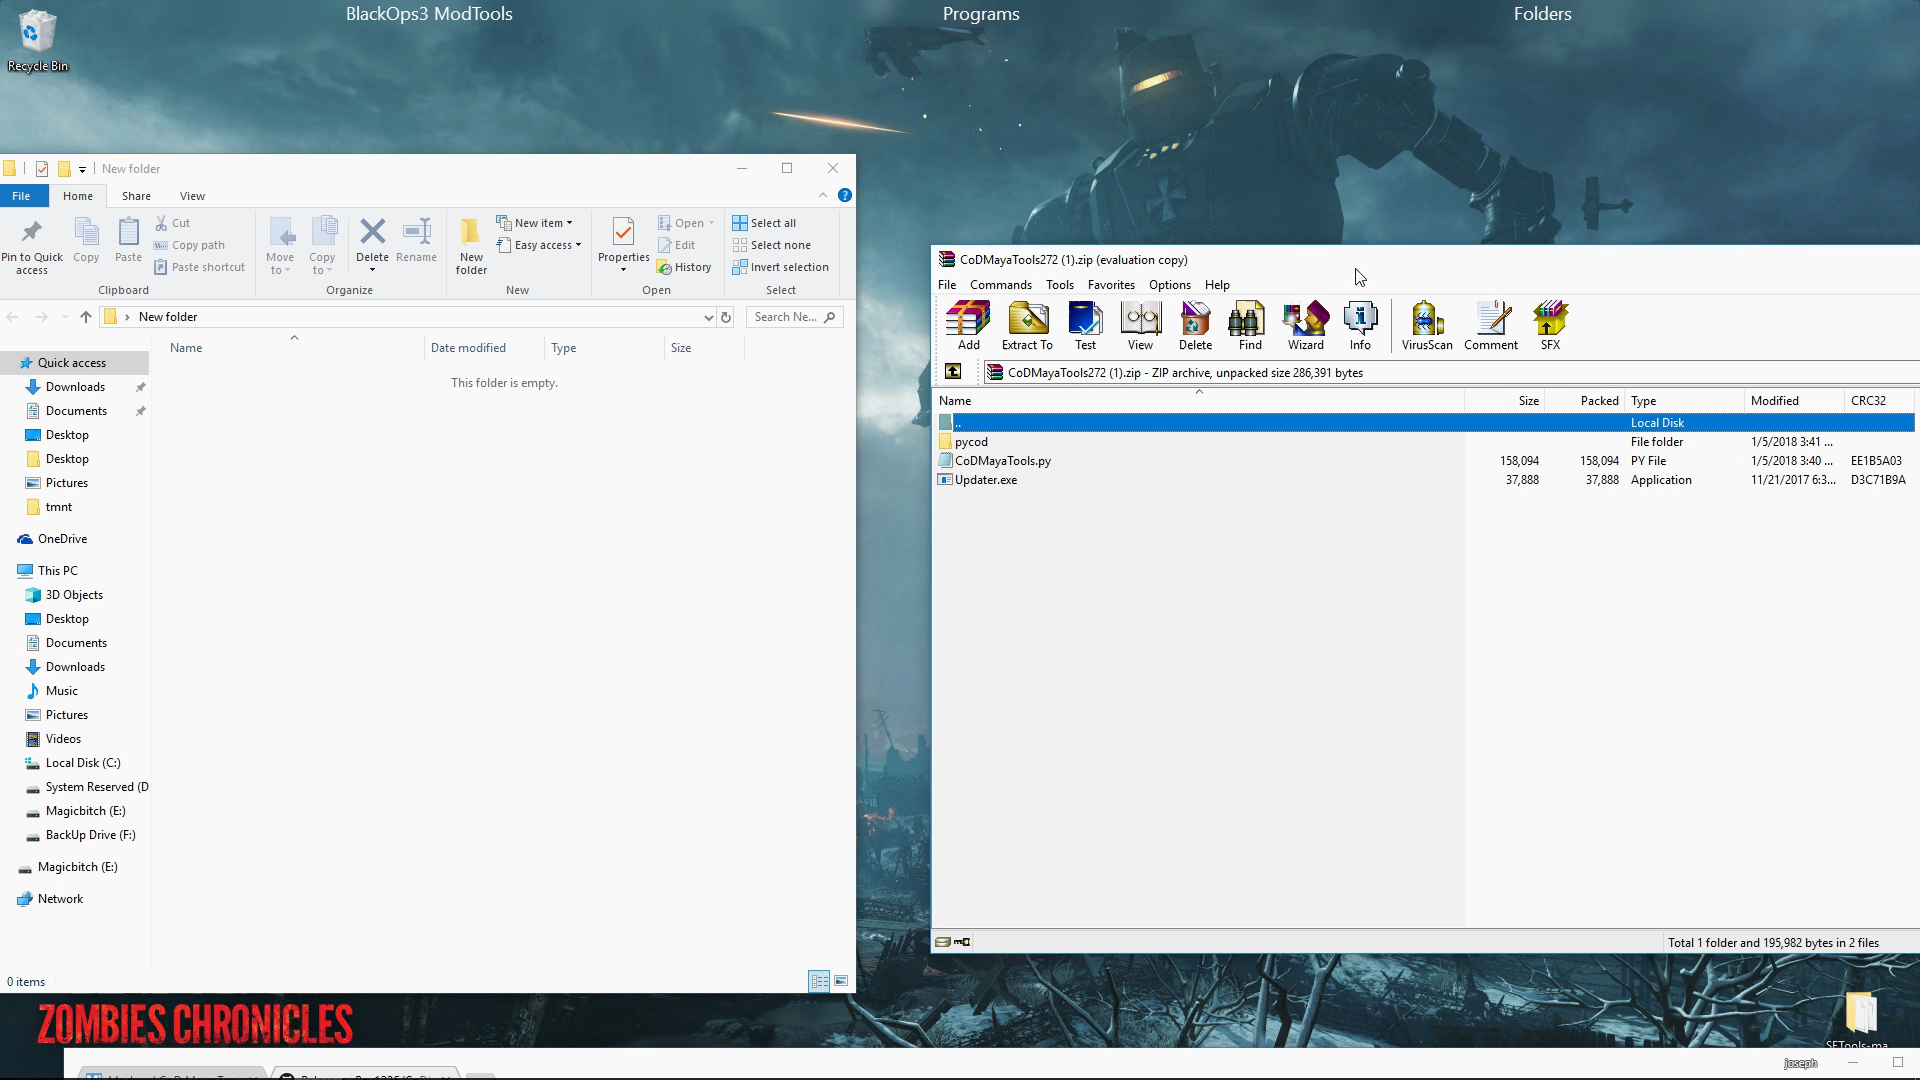 BlackOps3 ModTools
Programs
Folders
Recycle Bin
New folder
File
Home
Share
View
Pin to Quick access
Copy
Paste
Cut
Copy path
Paste shortcut
Clipboard
Move to
Copy to
Delete
Rename
Organize
New folder
New item
Easy access
New
Properties
Open
Edit
History
Open
Select all
Select none
Invert selection
Select
New folder
Search Ne...
Name
Date modified
Type
Size
This folder is empty.
Quick access
Downloads
Documents
Desktop
Desktop
Pictures
tmnt
OneDrive
This PC
3D Objects
Desktop
Documents
Downloads
Music
Pictures
Videos
Local Disk (C:)
System Reserved (D
Magicbitch (E:)
BackUp Drive (F:)
Magicbitch (E:)
Network
0 items
CoDMayaTools272 (1).zip (evaluation copy)
File Commands Tools Favorites Options Help
Add Extract To Test View Delete Find Wizard Info VirusScan Comment SFX
CoDMayaTools272 (1).zip - ZIP archive, unpacked size 286,391 bytes
Name Size Packed Type Modified CRC32
.. Local Disk
pycod File folder 1/5/2018 3:41 ...
CoDMayaTools.py 158,094 158,094 PY File 1/5/2018 3:40 ... EE1B5A03
Updater.exe 37,888 37,888 Application 11/21/2017 6:3... D3C71B9A
Total 1 folder and 195,982 bytes in 2 files
ZOMBIES CHRONICLES
SETools-ma
joseph